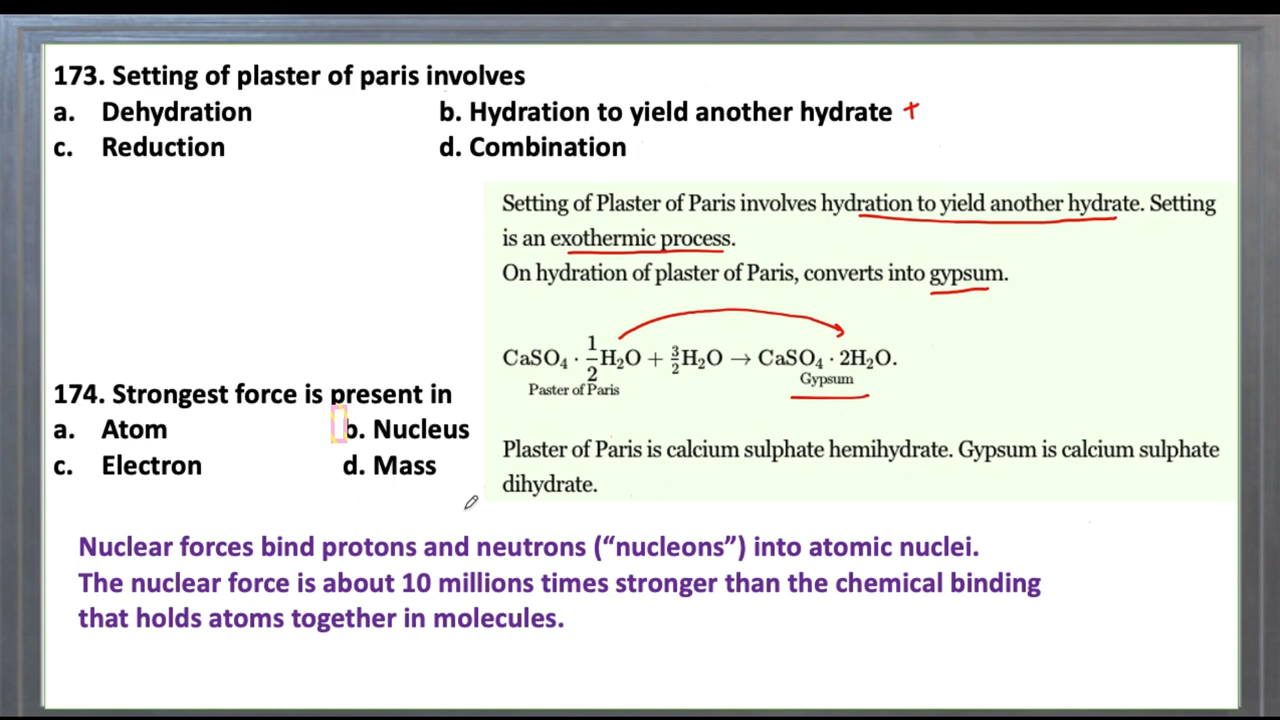 173. Setting of plaster of paris involves
a. Dehydration b. Hydration to yield another hydrate +
c. Reduction d. Combination
Setting of Plaster of Paris involves hydration to yield another hydrate. Setting
is an exothermic process.
On hydration of plaster of Paris, converts into gypsum.
CaSO₄ · 1/2 H₂O + 3/2 H₂O → CaSO₄ · 2H₂O.
Paster of Paris Gypsum
174. Strongest force is present in
a. Atom b. Nucleus
c. Electron d. Mass
Plaster of Paris is calcium sulphate hemihydrate. Gypsum is calcium sulphate
dihydrate.
Nuclear forces bind protons and neutrons (“nucleons”) into atomic nuclei.
The nuclear force is about 10 millions times stronger than the chemical binding
that holds atoms together in molecules.